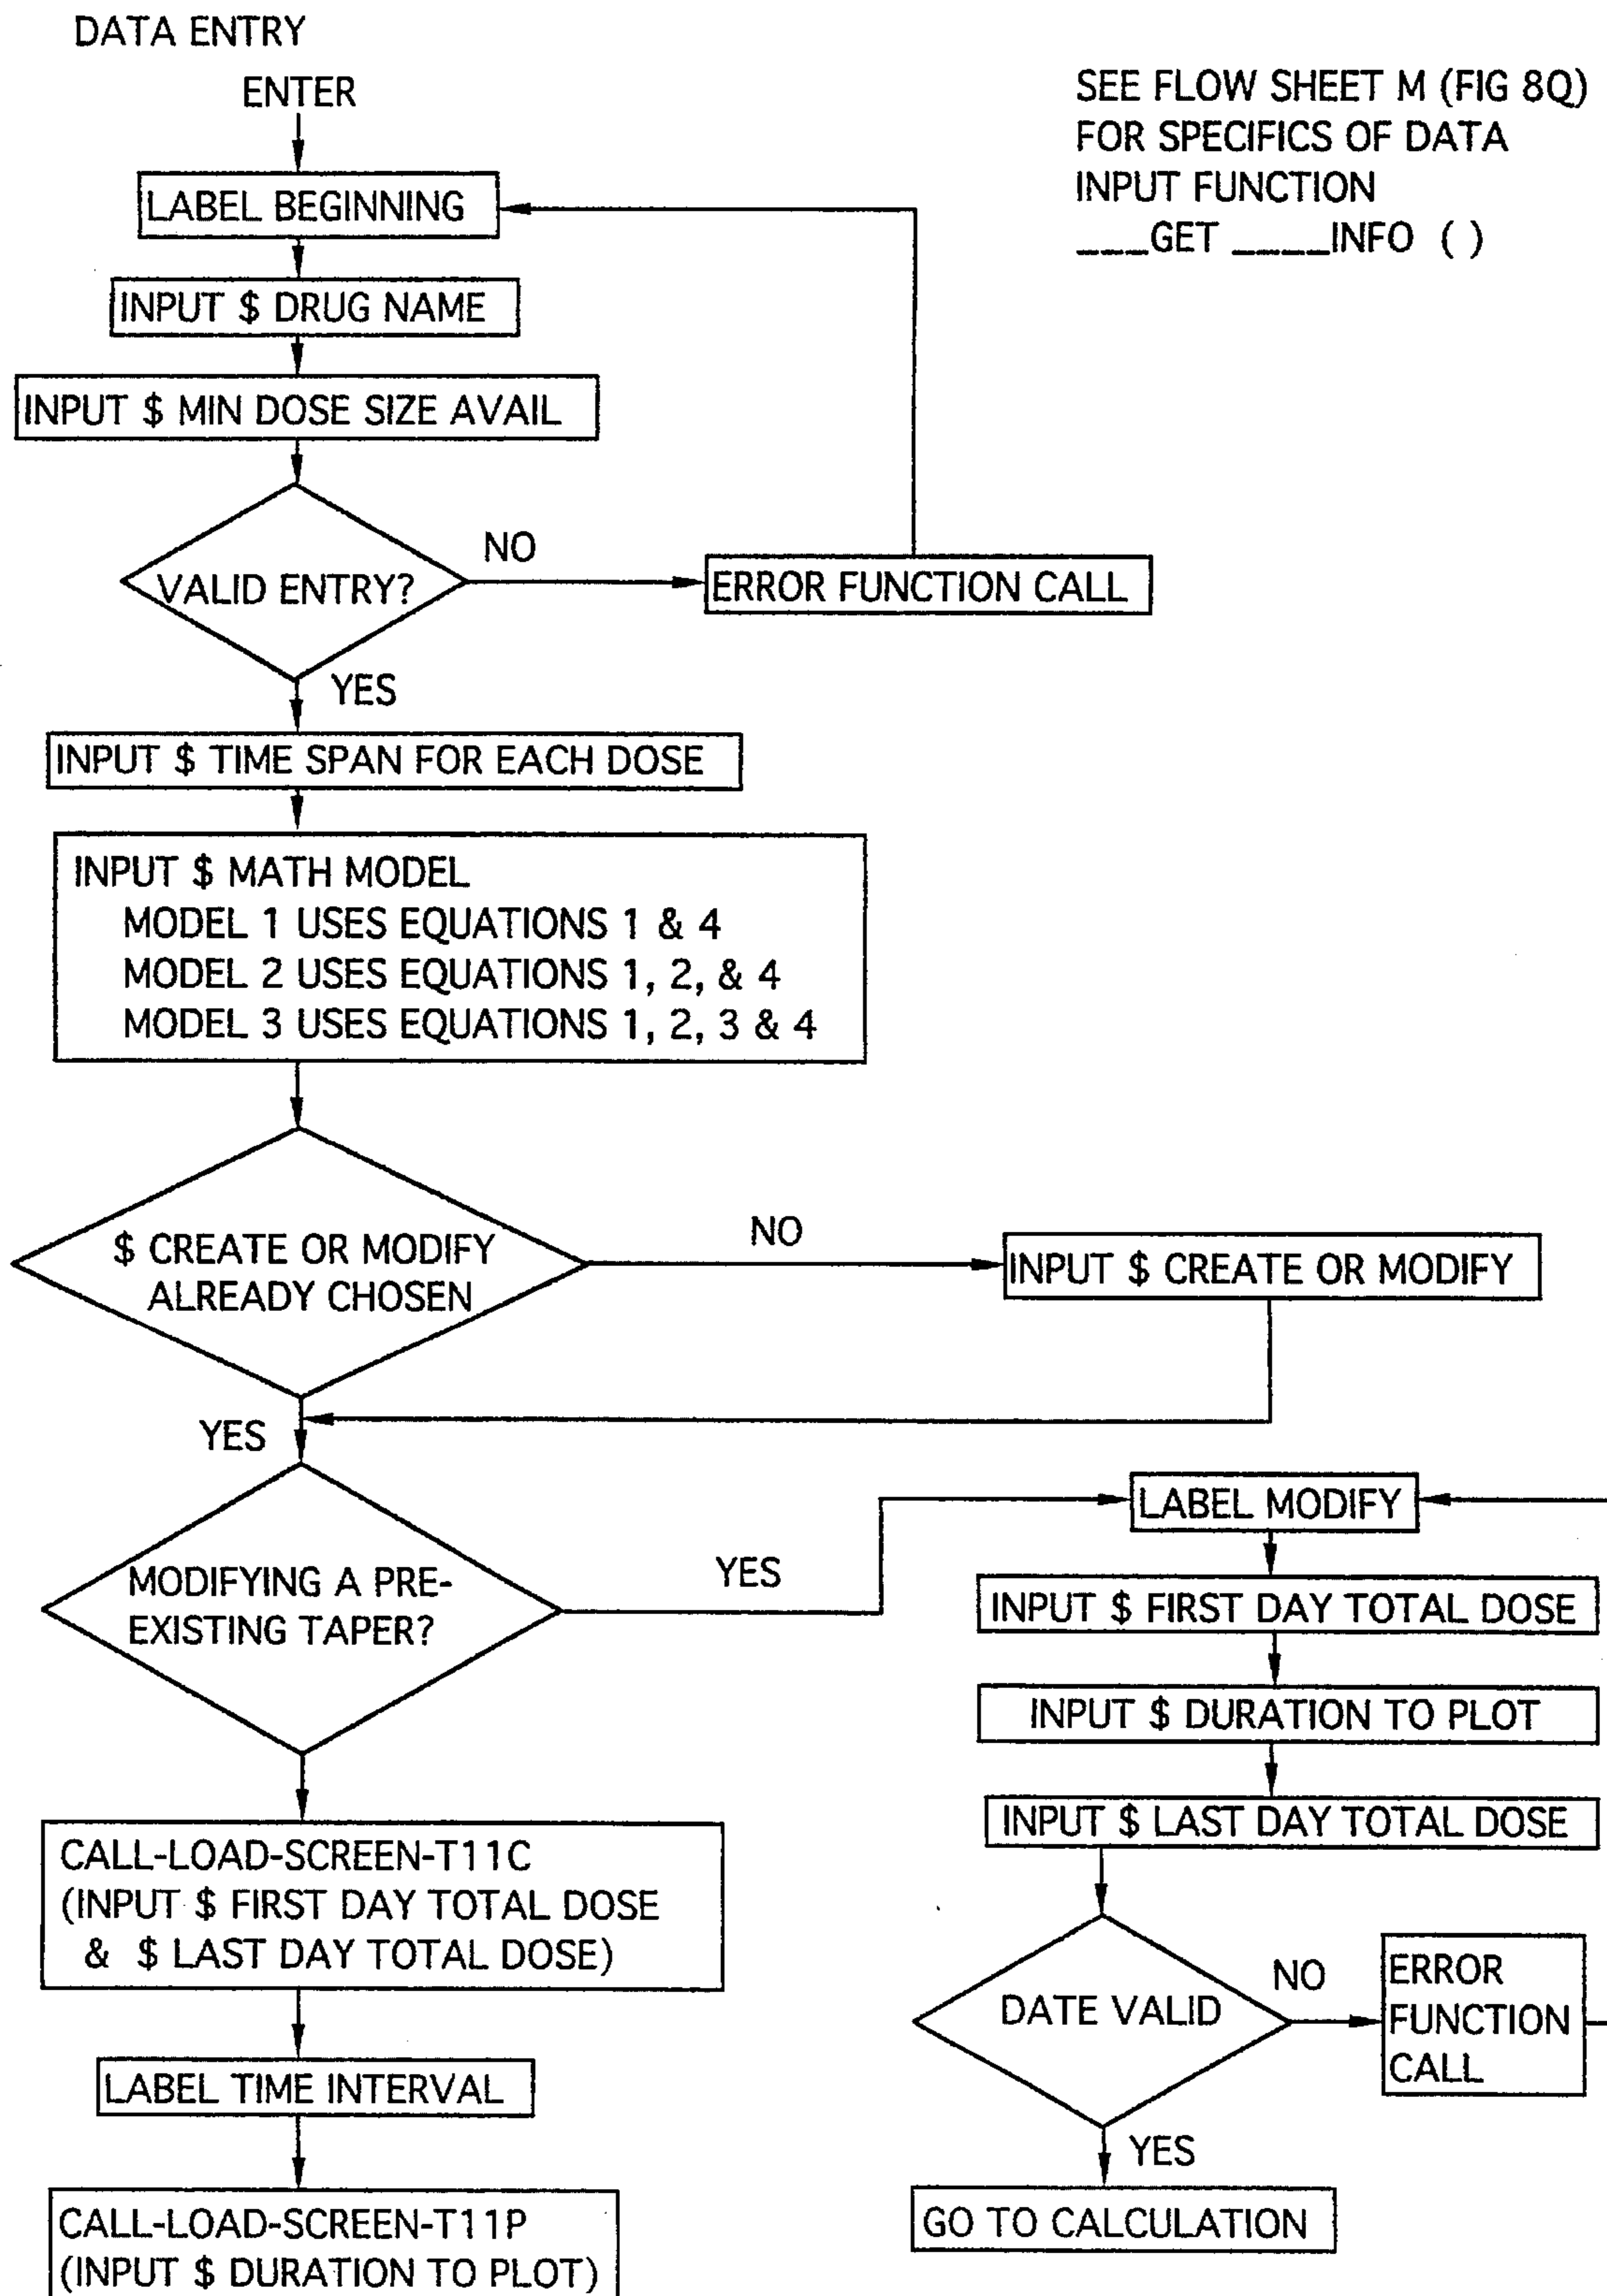 DATA ENTRY
ENTER
SEE FLOW SHEET M (FIG 8Q)
FOR SPECIFICS OF DATA
INPUT FUNCTION
___GET ____INFO ( )
LABEL BEGINNING
INPUT $ DRUG NAME
INPUT $ MIN DOSE SIZE AVAIL
VALID ENTRY?
NO
ERROR FUNCTION CALL
YES
INPUT $ TIME SPAN FOR EACH DOSE
INPUT $ MATH MODEL
MODEL 1 USES EQUATIONS 1 & 4
MODEL 2 USES EQUATIONS 1, 2, & 4
MODEL 3 USES EQUATIONS 1, 2, 3 & 4
$ CREATE OR MODIFY
ALREADY CHOSEN
NO
INPUT $ CREATE OR MODIFY
YES
MODIFYING A PRE-
EXISTING TAPER?
YES
LABEL MODIFY
INPUT $ FIRST DAY TOTAL DOSE
INPUT $ DURATION TO PLOT
INPUT $ LAST DAY TOTAL DOSE
DATE VALID
NO
ERROR
FUNCTION
CALL
YES
GO TO CALCULATION
CALL-LOAD-SCREEN-T11C
(INPUT $ FIRST DAY TOTAL DOSE
& $ LAST DAY TOTAL DOSE)
LABEL TIME INTERVAL
CALL-LOAD-SCREEN-T11P
(INPUT $ DURATION TO PLOT)